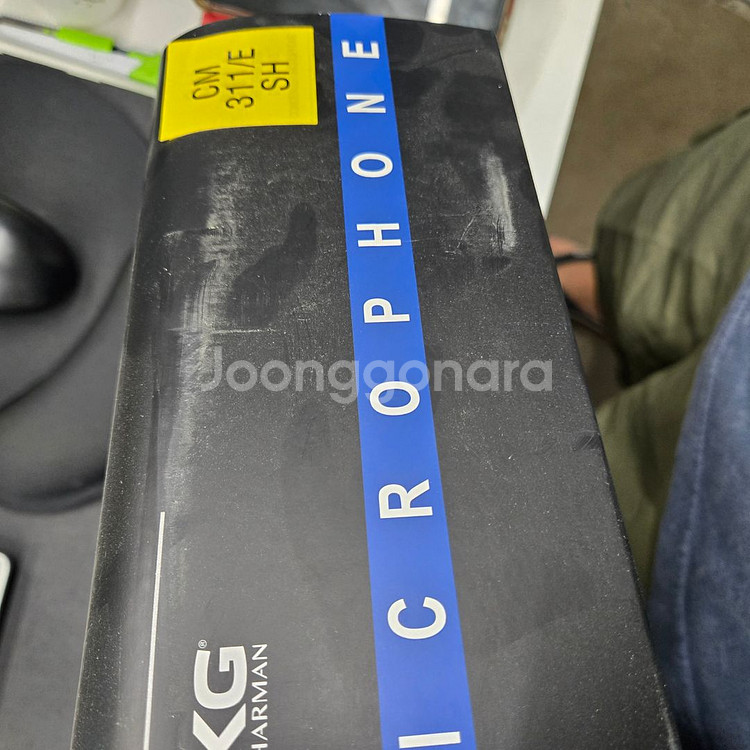 CM
311/E
SH
ICROPHONE
KG®
HARMAN
Joonggonara